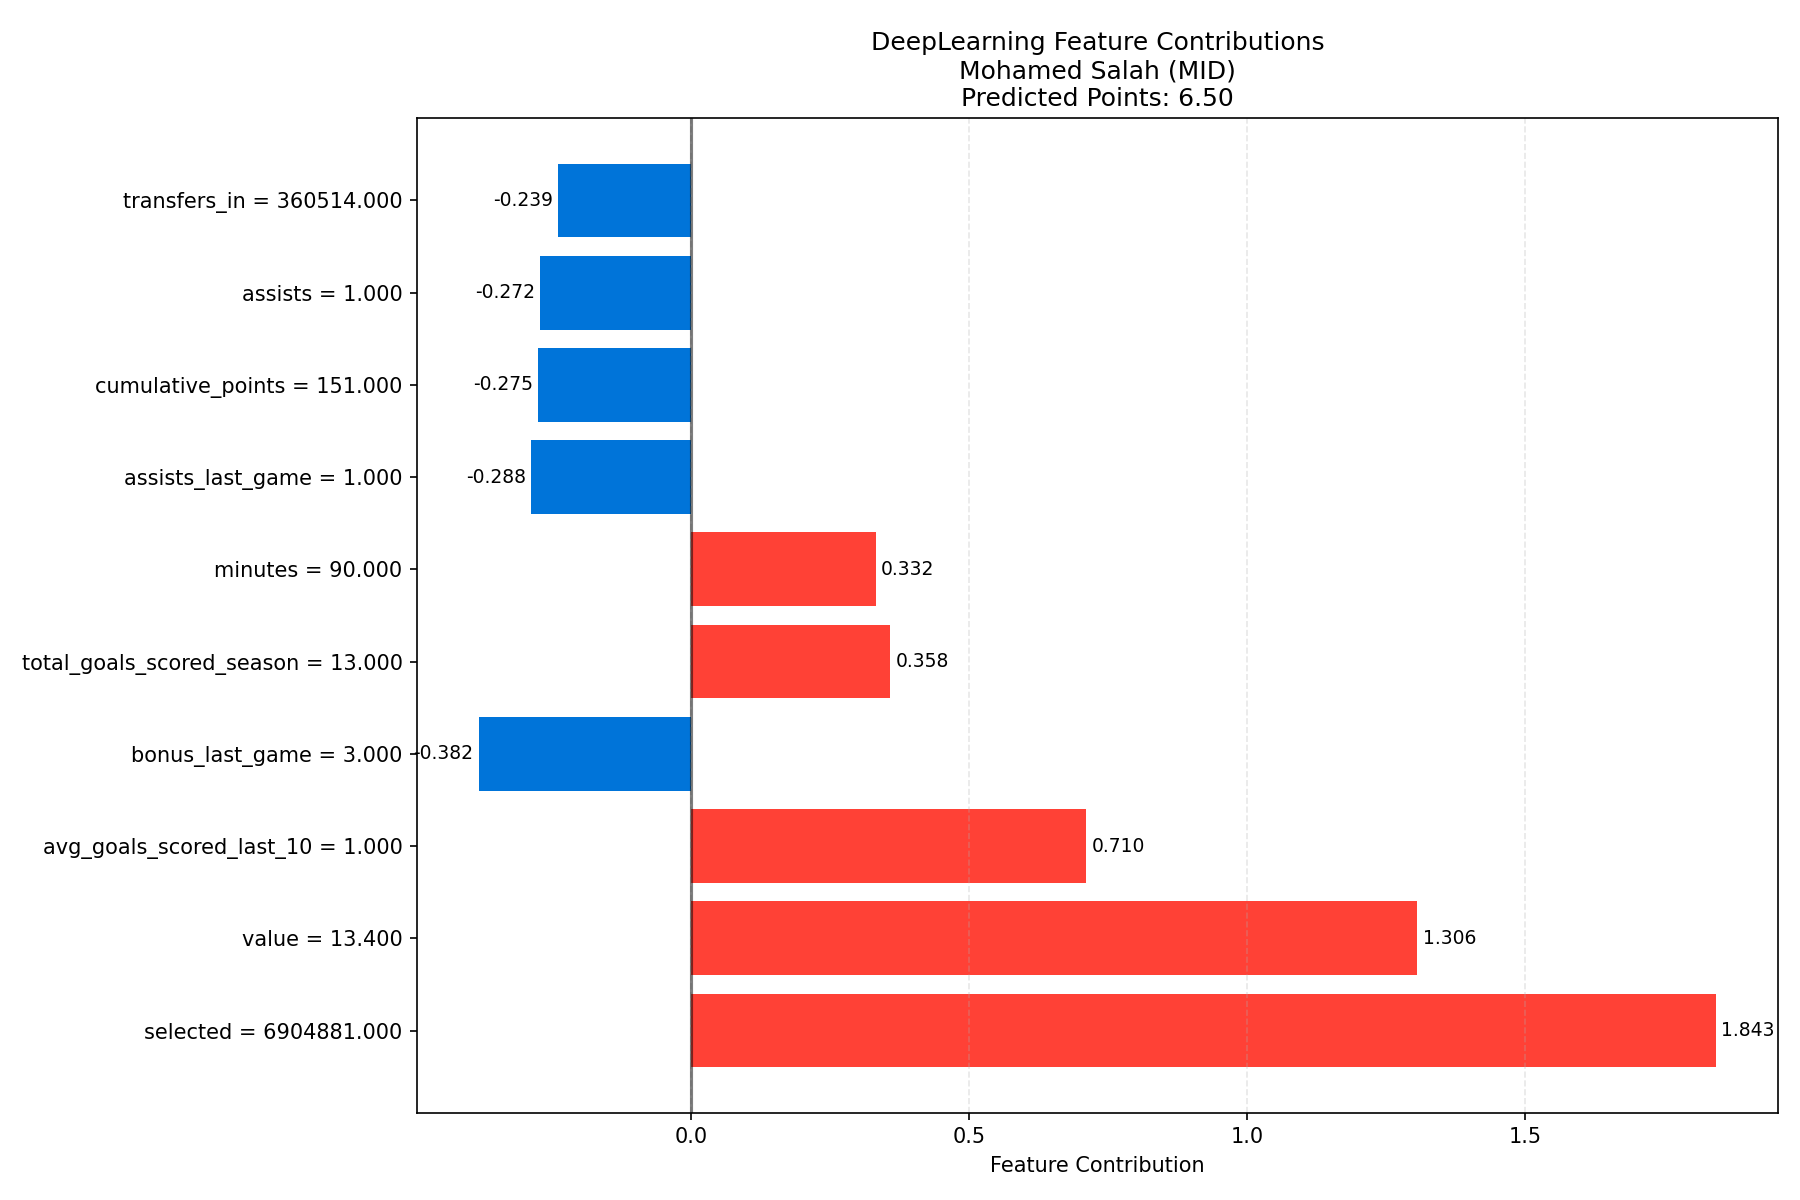 DeepLearning Feature Contributions
Mohamed Salah (MID)
Predicted Points: 6.50
transfers_in = 360514.000
-0.239
assists = 1.000
-0.272
cumulative_points = 151.000
-0.275
assists_last_game = 1.000
-0.288
minutes = 90.000
0.332
total_goals_scored_season = 13.000
0.358
bonus_last_game = 3.000
-0.382
avg_goals_scored_last_10 = 1.000
0.710
value = 13.400
1.306
selected = 6904881.000
1.843
0.0 0.5 1.0 1.5
Feature Contribution